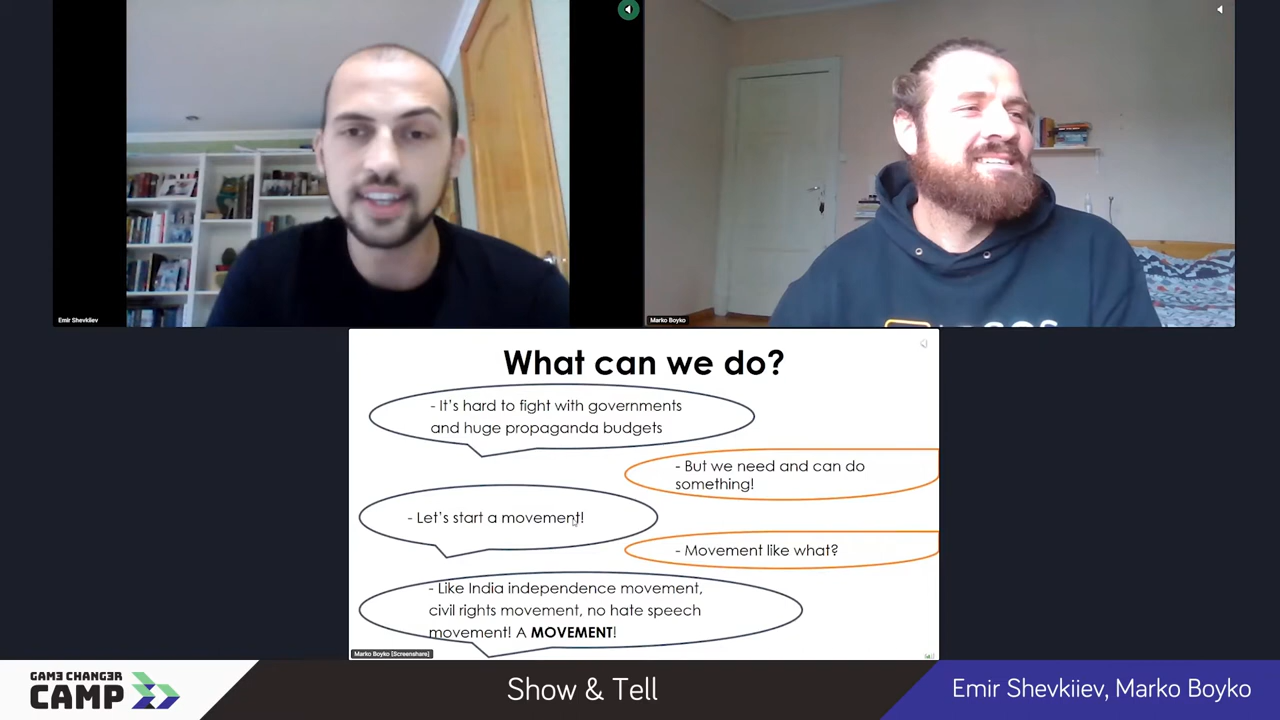 Emir Shevkiiev
Marko Boyko
What can we do?
- It's hard to fight with governments
and huge propaganda budgets
- But we need and can do
something!
- Let's start a movement!
- Movement like what?
- Like India independence movement,
civil rights movement, no hate speech
movement! A MOVEMENT!
Marko Boyko [Screenshare]
GAM3 CHANG3R
CAMP
Show & Tell
Emir Shevkiiev, Marko Boyko